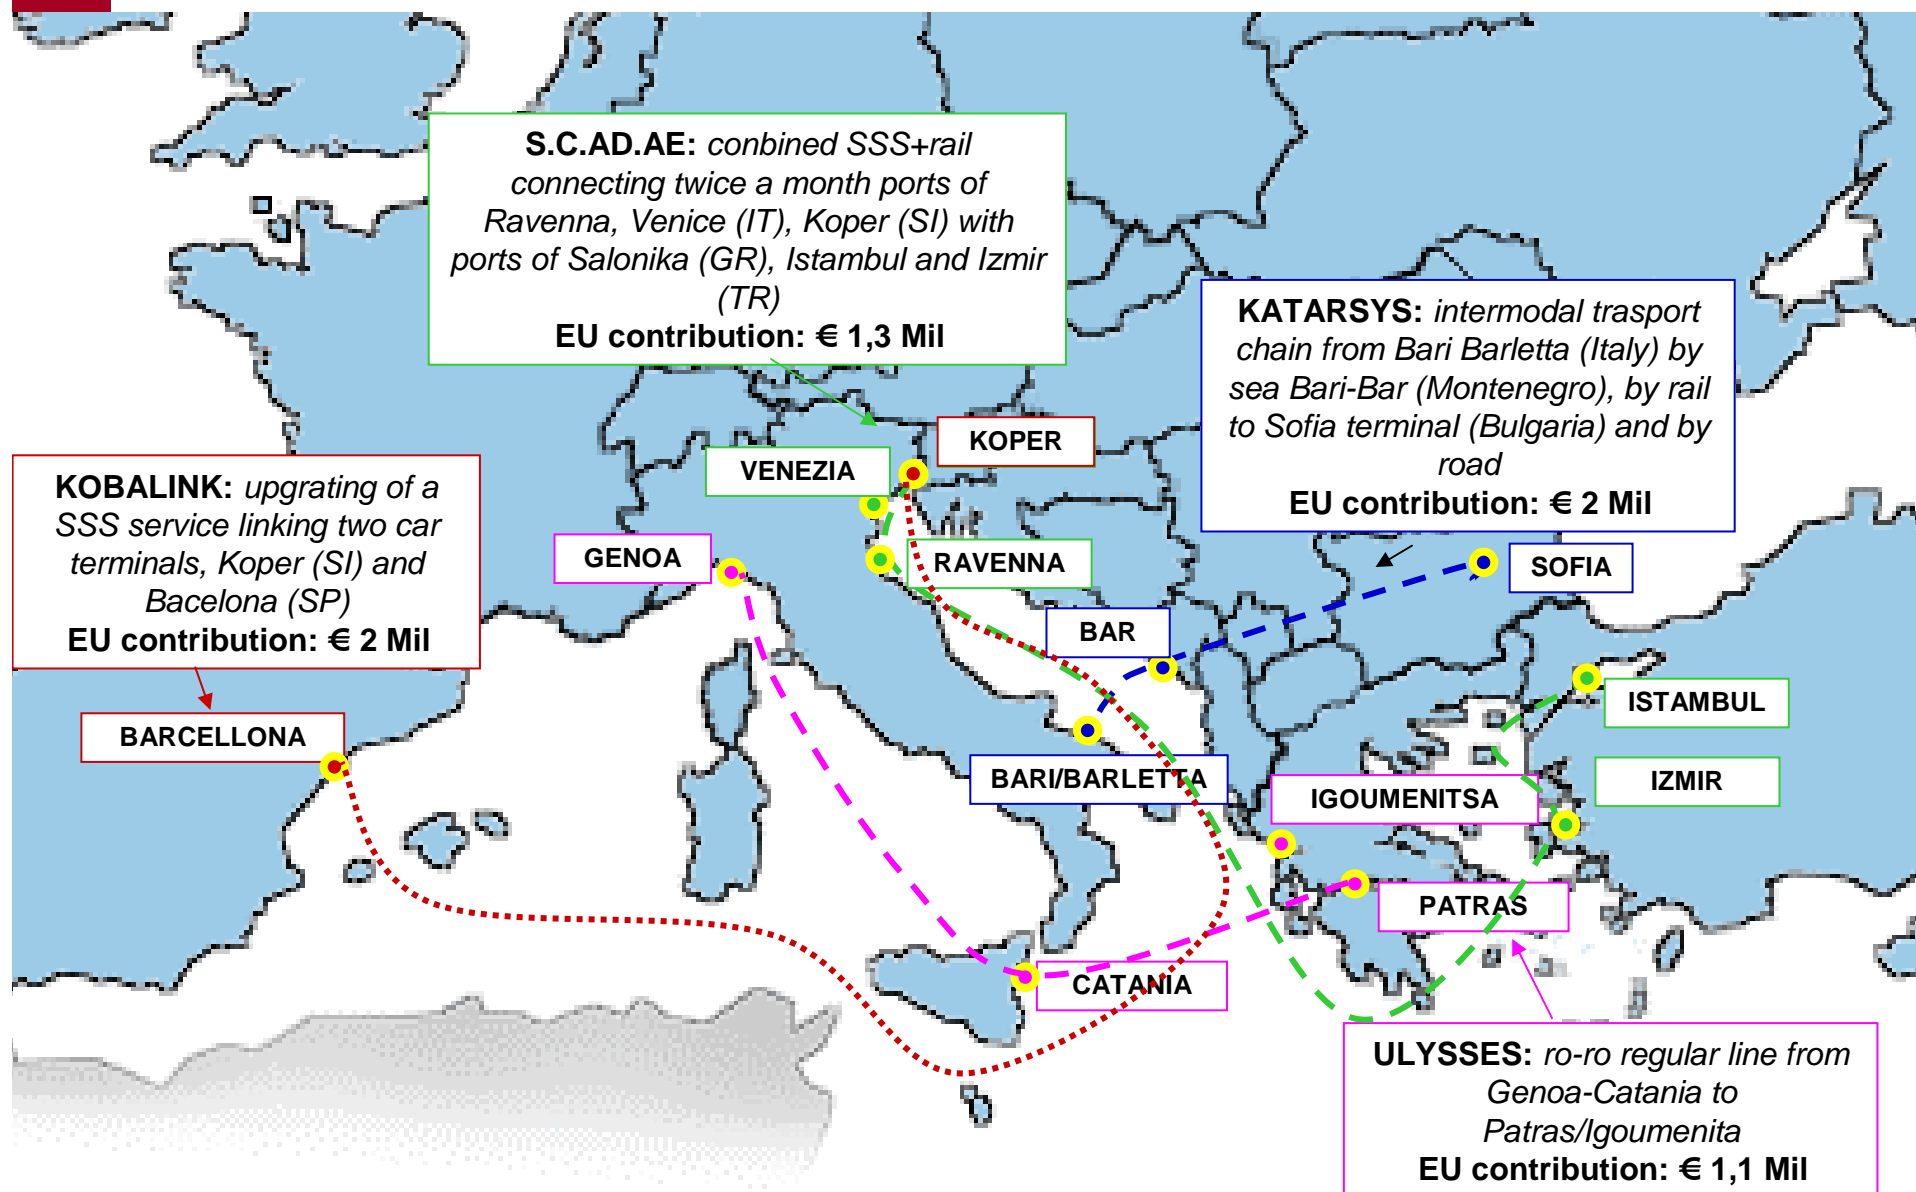 S.C.AD.AE: conbined SSS+rail
connecting twice a month ports of
Ravenna, Venice (IT), Koper (SI) with
ports of Salonika (GR), Istambul and Izmir
(TR)
EU contribution: € 1,3 Mil
KATARSYS: intermodal trasport
chain from Bari Barletta (Italy) by
sea Bari-Bar (Montenegro), by rail
to Sofia terminal (Bulgaria) and by
road
EU contribution: € 2 Mil
KOBALINK: upgrating of a
SSS service linking two car
terminals, Koper (SI) and
Bacelona (SP)
EU contribution: € 2 Mil
KOPER
VENEZIA
GENOA
RAVENNA
SOFIA
BAR
ISTAMBUL
BARCELLONA
BARI/BARLETTA
IGOUMENITSA
IZMIR
PATRAS
CATANIA
ULYSSES: ro-ro regular line from
Genoa-Catania to
Patras/Igoumenita
EU contribution: € 1,1 Mil